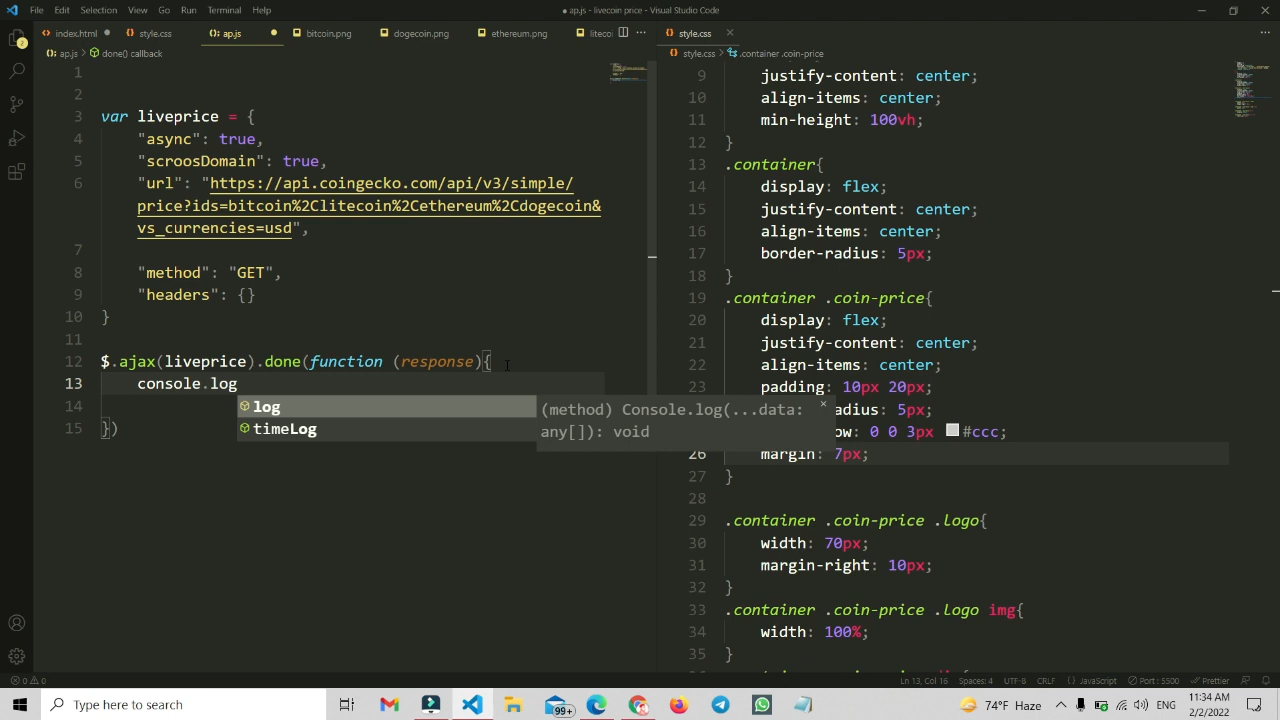 File Edit Selection View Go Run Terminal Help
● ap.js - livecoin price - Visual Studio Code
index.html
style.css
ap.js
bitcoin.png
dogecoin.png
ethereum.png
liteco
ap.js > done() callback
1
2
3 var liveprice = {
4 "async": true,
5 "scroosDomain": true,
6 "url": "https://api.coingecko.com/api/v3/simple/
price?ids=bitcoin%2Clitecoin%2Cethereum%2Cdogecoin&
vs_currencies=usd",
7
8 "method": "GET",
9 "headers": {}
10 }
11
12 $.ajax(liveprice).done(function (response){
13 console.log
14
15 })
log
timeLog
(method) Console.log(...data:
any[]): void
style.css
style.css > .container .coin-price
9 justify-content: center;
10 align-items: center;
11 min-height: 100vh;
12 }
13 .container{
14 display: flex;
15 justify-content: center;
16 align-items: center;
17 border-radius: 5px;
18 }
19 .container .coin-price{
20 display: flex;
21 justify-content: center;
22 align-items: center;
23 padding: 10px 20px;
adius: 5px;
ow: 0 0 3px #ccc;
26 margin: 7px;
27 }
28
29 .container .coin-price .logo{
30 width: 70px;
31 margin-right: 10px;
32 }
33 .container .coin-price .logo img{
34 width: 100%;
35 }
0 0
Ln 13, Col 16 Spaces: 4 UTF-8 CRLF {} JavaScript Port : 5500 Prettier
Type here to search
99+
74°F Haze
11:34 AM
2/2/2022